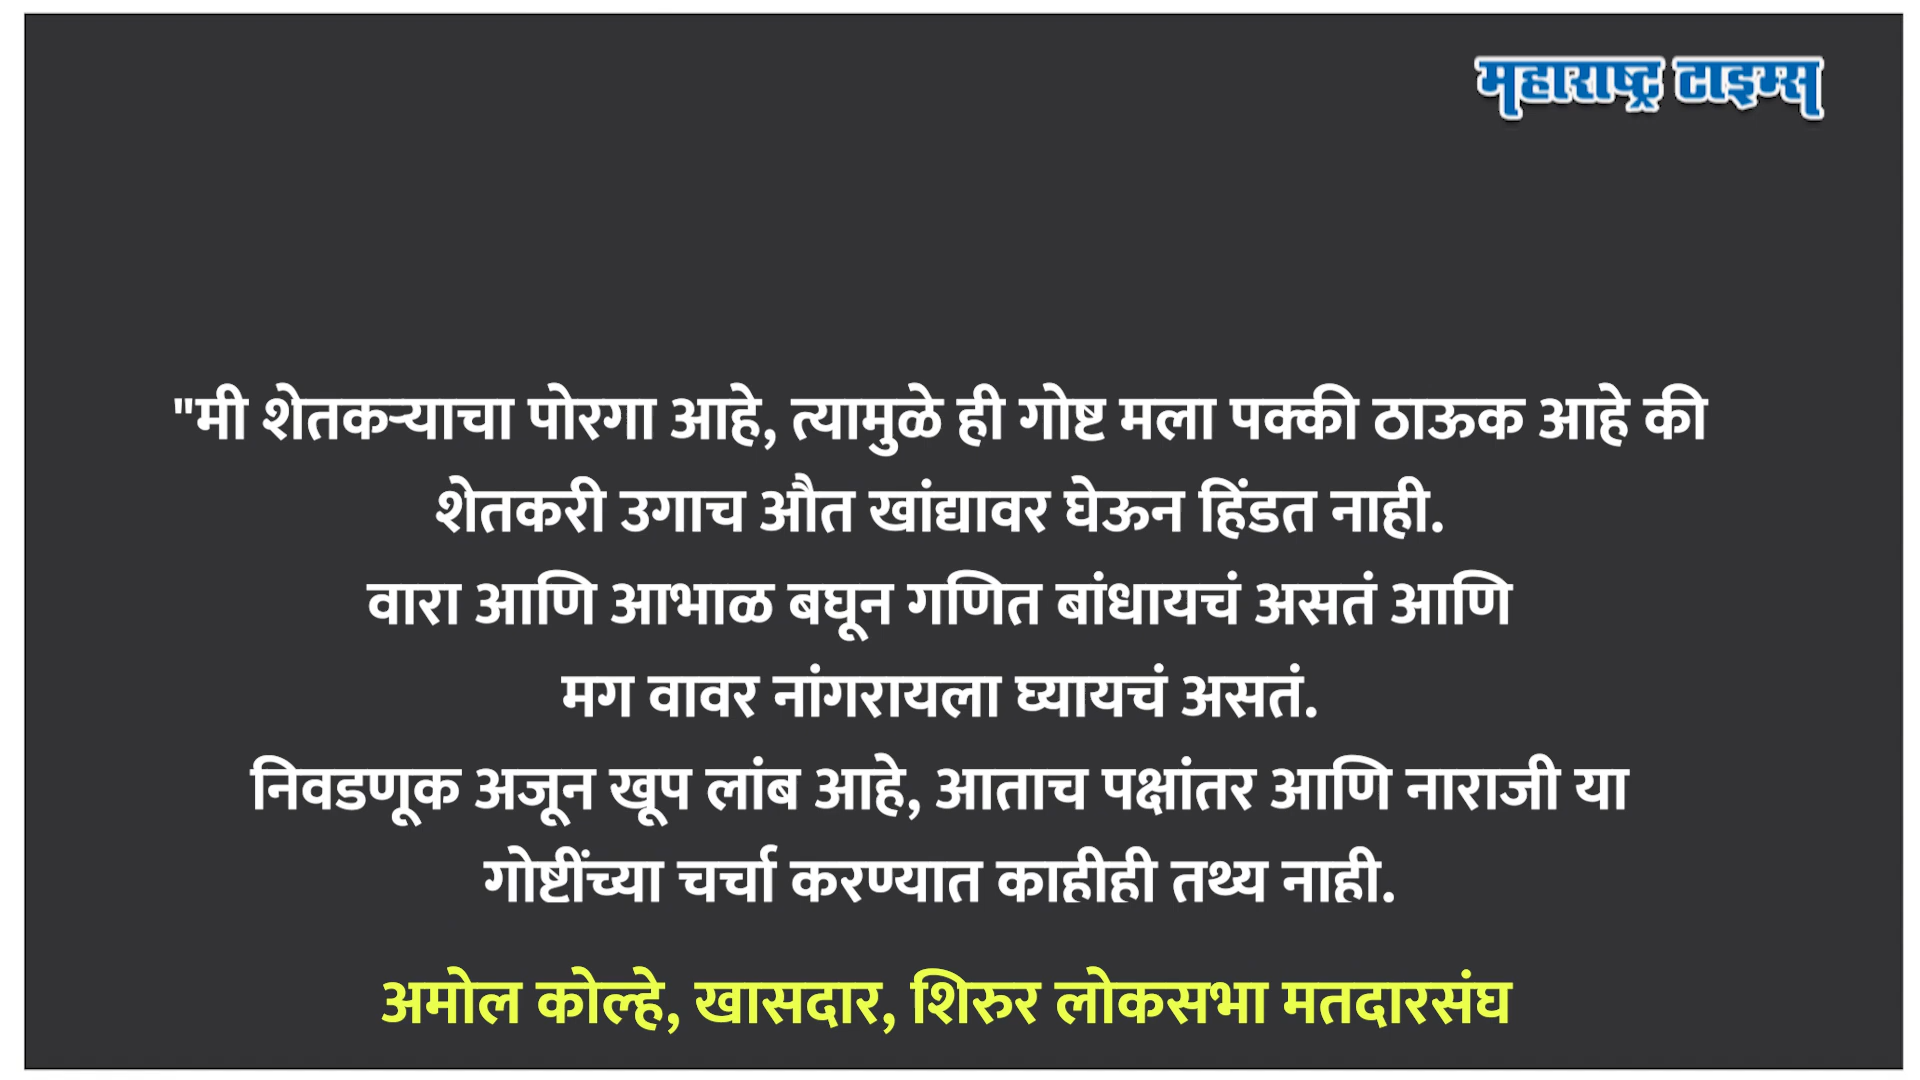 महाराष्ट्र टाइम्स
"मी शेतकऱ्याचा पोरगा आहे, त्यामुळे ही गोष्ट मला पक्की ठाऊक आहे की
शेतकरी उगाच औत खांद्यावर घेऊन हिंडत नाही.
वारा आणि आभाळ बघून गणित बांधायचं असतं आणि
मग वावर नांगरायला घ्यायचं असतं.
निवडणूक अजून खूप लांब आहे, आताच पक्षांतर आणि नाराजी या
गोष्टींच्या चर्चा करण्यात काहीही तथ्य नाही.
अमोल कोल्हे, खासदार, शिरुर लोकसभा मतदारसंघ